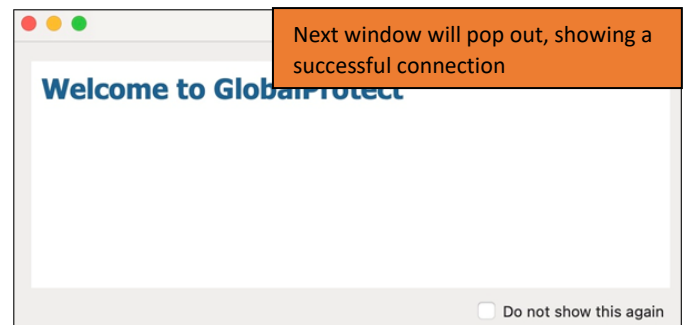 Next window will pop out, showing a
successful connection
Welcome to GlobalProtect
Do not show this again